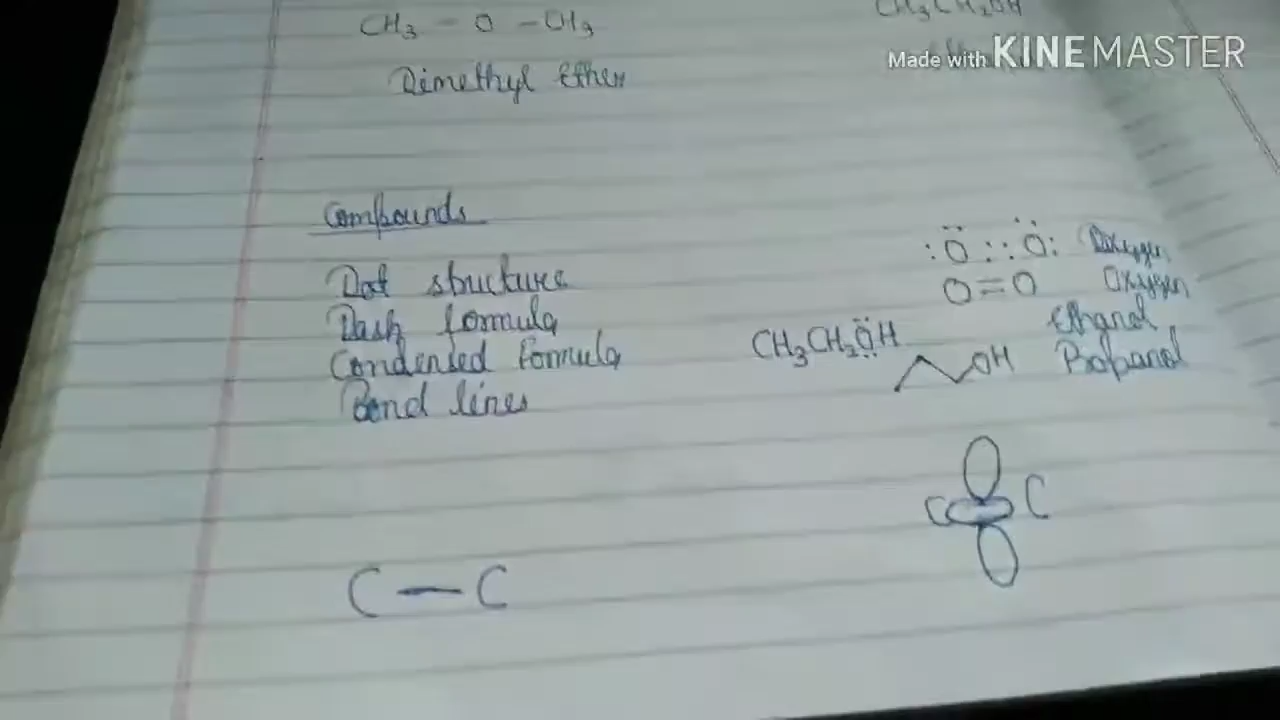 CH3 - O - CH3
CH3CH2OH
Made with KINEMASTER
Dimethyl Ether
Compounds
Dot structure
:Ö::Ö: Oxygen
Dash formula
O=O Oxygen
Condensed formula
CH3CH2ÖH Ethanol
Bond lines
OH Propanol
C C
C - C